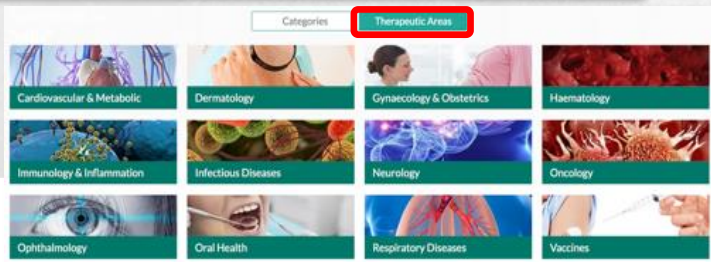 Categories
Therapeutic Areas
Cardiovascular & Metabolic
Dermatology
Gynaecology & Obstetrics
Haematology
Immunology & Inflammation
Infectious Diseases
Neurology
Oncology
Ophthalmology
Oral Health
Respiratory Diseases
Vaccines